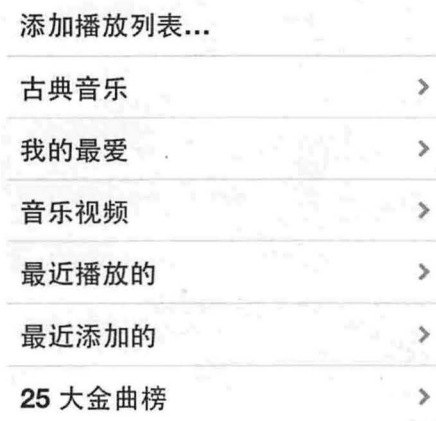 添加播放列表...
古典音乐
我的最爱
音乐视频
最近播放的
最近添加的
25 大金曲榜